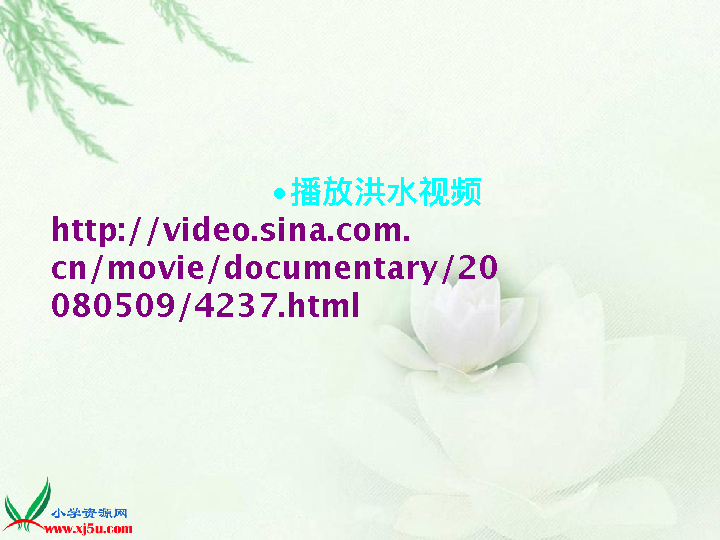 •播放洪水视频
http://video.sina.com.
cn/movie/documentary/20
080509/4237.html
小学资源网
www.xj5u.com